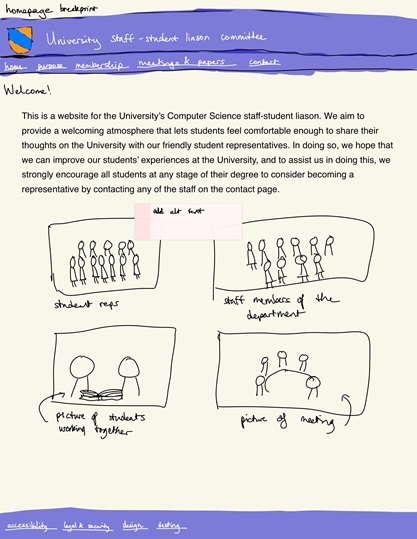 homepage breakpoint
University staff-student liason committee
home purpose membership meetings & papers contact
Welcome!
This is a website for the University's Computer Science staff-student liason. We aim to
provide a welcoming atmosphere that lets students feel comfortable enough to share their
thoughts on the University with our friendly student representatives. In doing so, we hope that
we can improve our students' experiences at the University, and to assist us in doing this, we
strongly encourage all students at any stage of their degree to consider becoming a
representative by contacting any of the staff on the contact page.
add alt text
student reps
staff members of the
department
picture of students
working together
picture of meeting
accessibility legal & security design testing